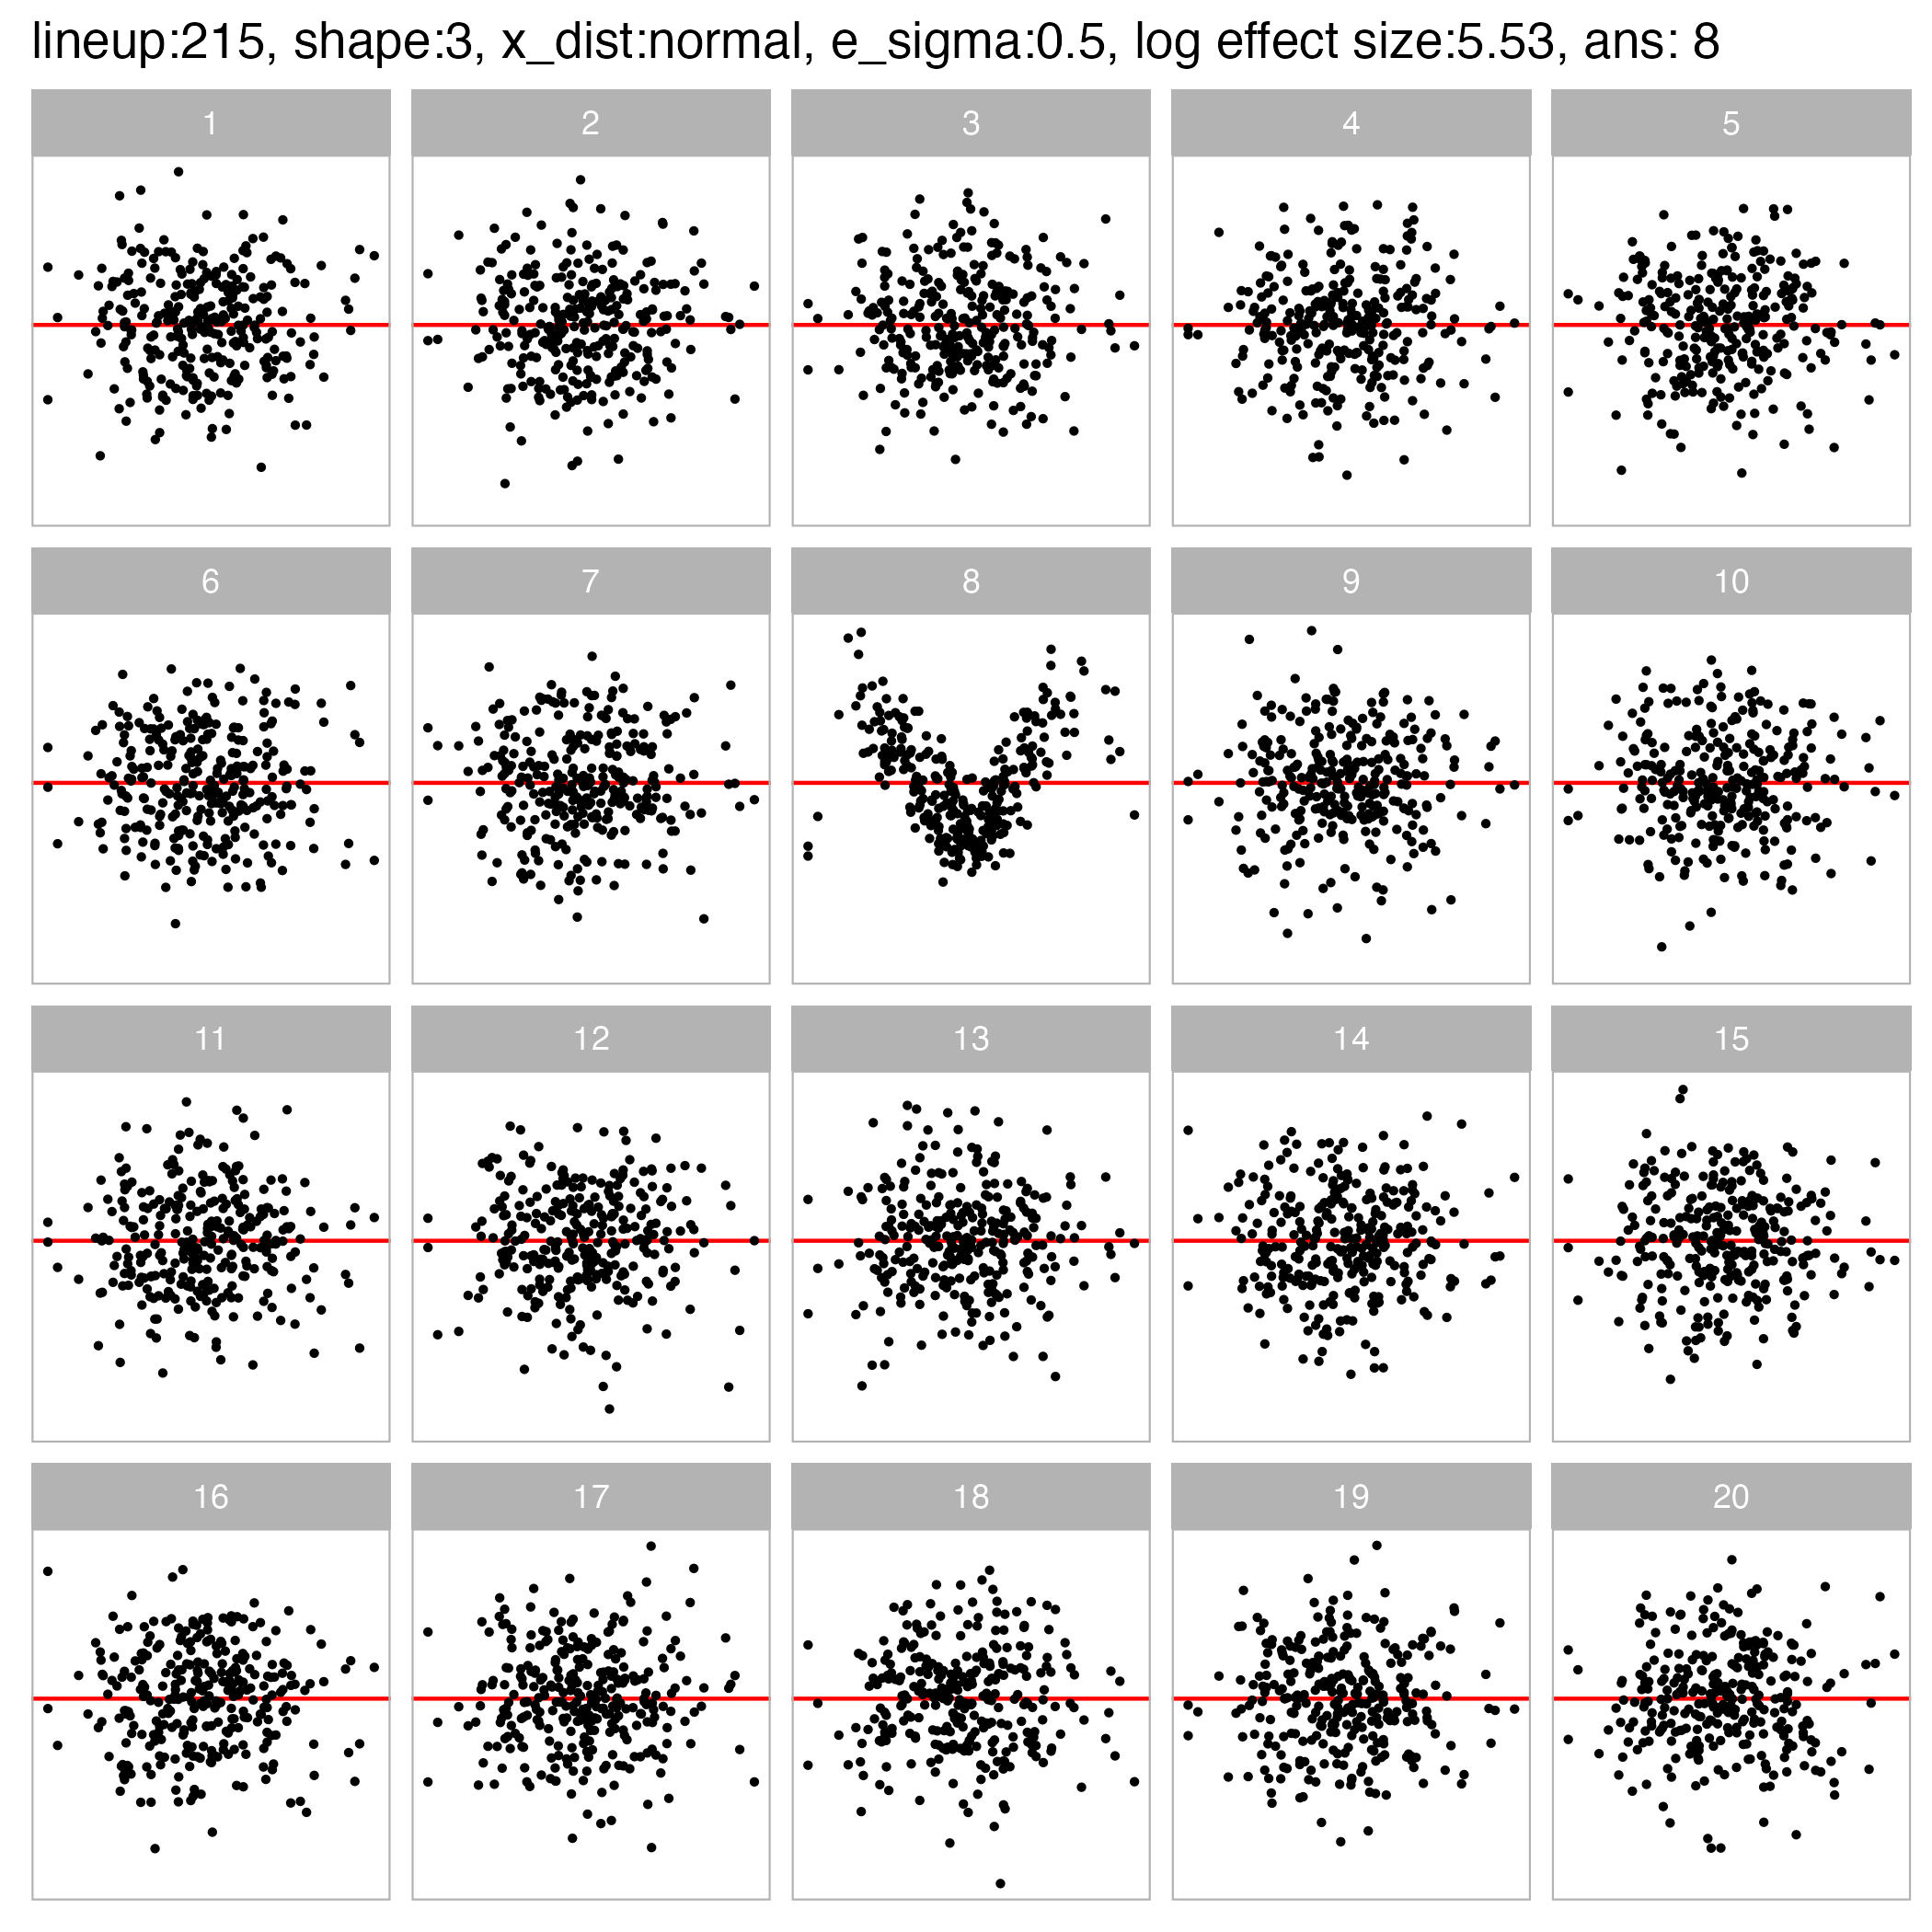 lineup:215, shape:3, x_dist:normal, e_sigma:0.5, log effect size:5.53, ans: 8
1 2 3 4 5
6 7 8 9 10
11 12 13 14 15
16 17 18 19 20